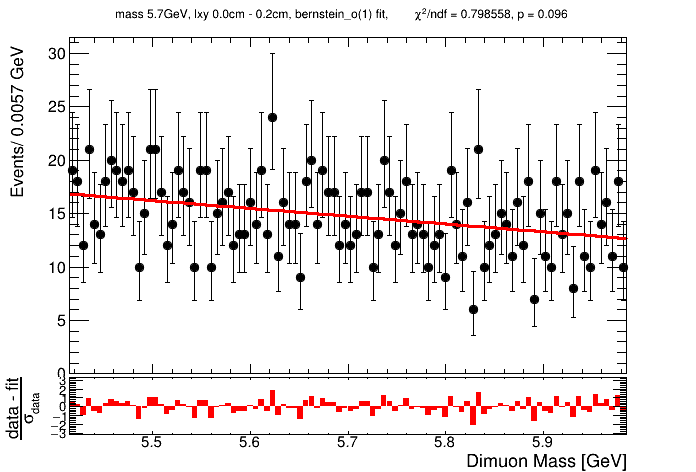 mass 5.7GeV, lxy 0.0cm - 0.2cm, bernstein_o(1) fit, χ²/ndf = 0.798558, p = 0.096
Events/ 0.0057 GeV
30
25
20
15
10
5
0
data - fit
σdata
3
2
1
0
−1
−2
−3
5.5 5.6 5.7 5.8 5.9
Dimuon Mass [GeV]